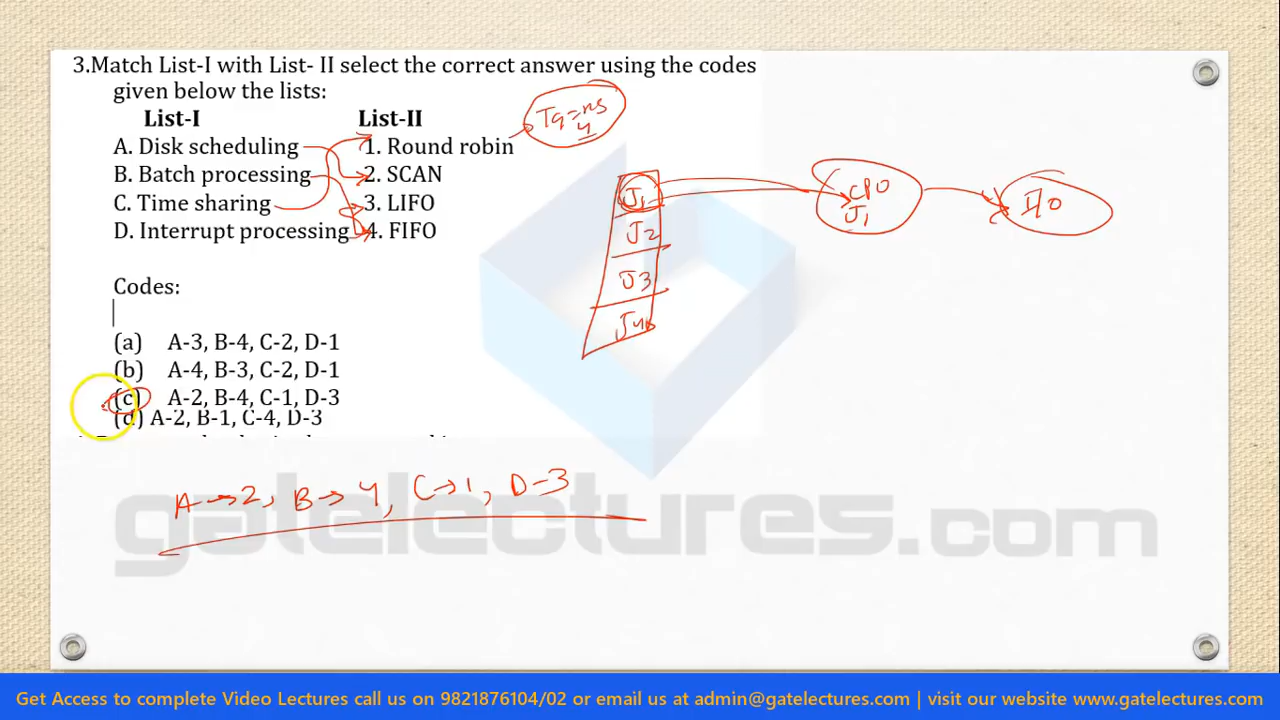 3.Match List-I with List- II select the correct answer using the codes
given below the lists:
List-I List-II
A. Disk scheduling 1. Round robin
B. Batch processing 2. SCAN
C. Time sharing 3. LIFO
D. Interrupt processing 4. FIFO
J1
J2
J3
CPU
J1
I/O
Codes:
(a) A-3, B-4, C-2, D-1
(b) A-4, B-3, C-2, D-1
(c) A-2, B-4, C-1, D-3
(d) A-2, B-1, C-4, D-3
A→2, B→4, C→1, D-3
gatelectures.com
Get Access to complete Video Lectures call us on 9821876104/02 or email us at admin@gatelectures.com | visit our website www.gatelectures.com